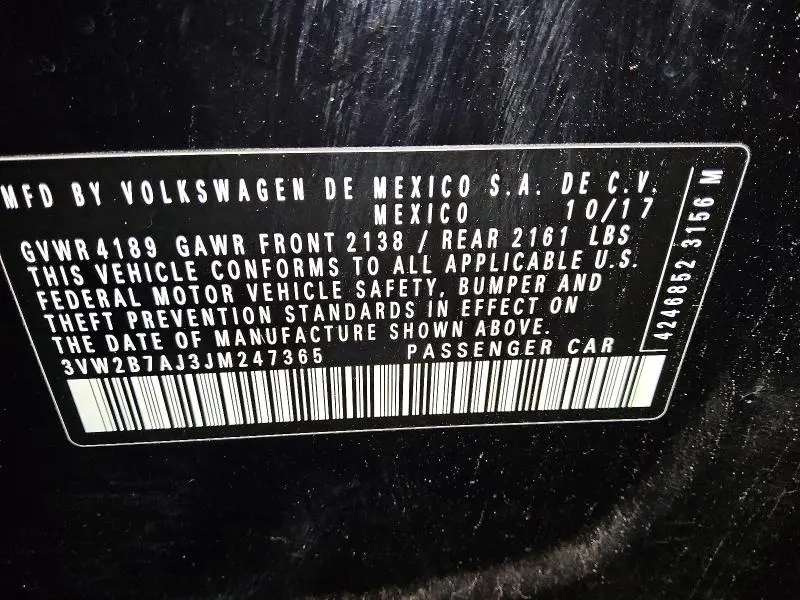 MFD BY VOLKSWAGEN DE MEXICO S.A. DE C.V.
MEXICO 10/17
GVWR 4189 GAWR FRONT 2138 / REAR 2161 LBS
THIS VEHICLE CONFORMS TO ALL APPLICABLE U.S.
FEDERAL MOTOR VEHICLE SAFETY, BUMPER AND
THEFT PREVENTION STANDARDS IN EFFECT ON
THE DATE OF MANUFACTURE SHOWN ABOVE.
3VW2B7AJ3JM247365 PASSENGER CAR
4246852 3156 M